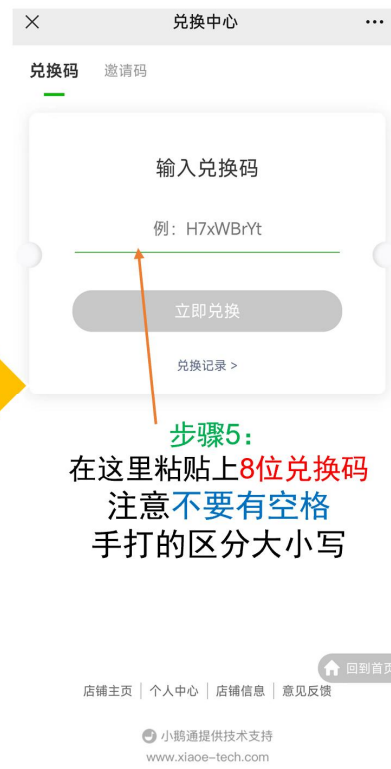 兑换中心
兑换码 邀请码
输入兑换码
例：H7xWBrYt
立即兑换
兑换记录 >
步骤5：
在这里粘贴上8位兑换码
注意不要有空格
手打的区分大小写
回到首页
店铺主页 | 个人中心 | 店铺信息 | 意见反馈
小鹅通提供技术支持
www.xiaoe-tech.com